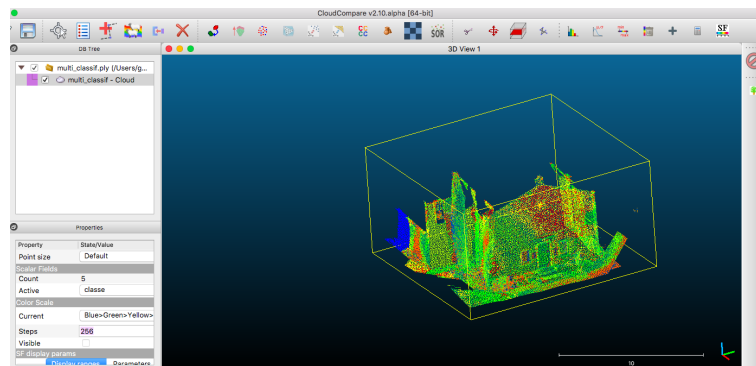 CloudCompare v2.10.alpha [64-bit]
SOR
SF
DB Tree
3D View 1
multi_classif.ply (/Users/g...
multi_classif - Cloud
Properties
Property State/Value
Point size Default
Scalar Fields
Count 5
Active classe
Color Scale
Current Blue>Green>Yellow>
Steps 256
Visible
SF display params
Display ranges Parameters
10